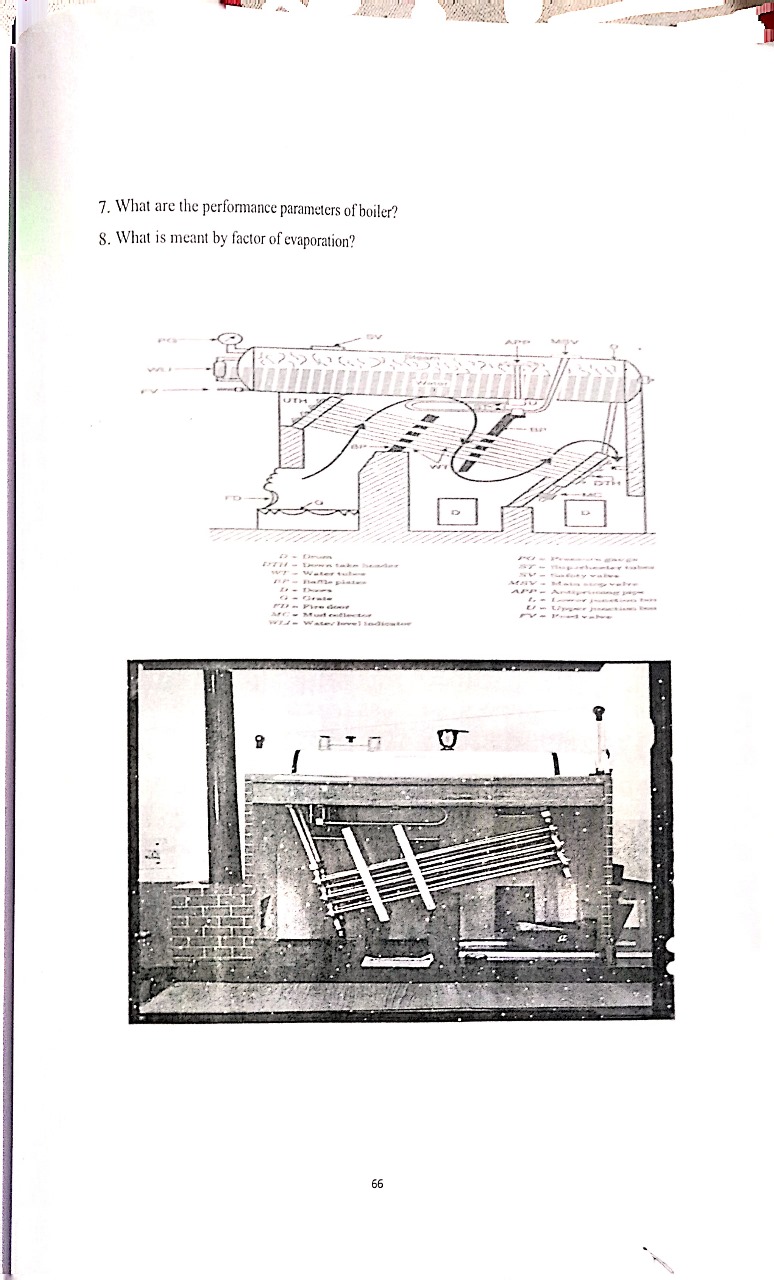 7. What are the performance parameters of boiler?
8. What is meant by factor of evaporation?
PG
SV
APP
MSV
D
WLI
Steam
Water
FV
UTH
U
BP
BP
WT
DTH
MC
FD
G
D
D
D = Drum
DTH = Down take header
WT = Water tubes
BP = Baffle plates
D = Doors
G = Grate
FD = Fire door
MC = Mud collector
WLI = Water level indicator
PG = Pressure gauge
ST = Superheater tubes
SV = Safety valve
MSV = Main stop valve
APP = Antipriming pipe
L = Lower junction box
U = Upper junction box
FV = Feed valve
66